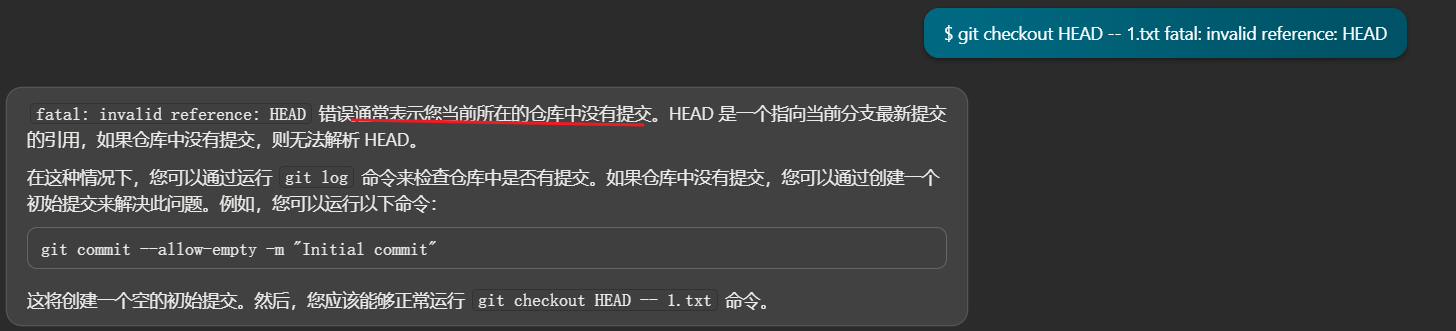 $ git checkout HEAD -- 1.txt fatal: invalid reference: HEAD
fatal: invalid reference: HEAD 错误通常表示您当前所在的仓库中没有提交。HEAD 是一个指向当前分支最新提交
的引用，如果仓库中没有提交，则无法解析 HEAD。
在这种情况下，您可以通过运行 git log 命令来检查仓库中是否有提交。如果仓库中没有提交，您可以通过创建一个
初始提交来解决此问题。例如，您可以运行以下命令：
git commit --allow-empty -m "Initial commit"
这将创建一个空的初始提交。然后，您应该能够正常运行 git checkout HEAD -- 1.txt 命令。